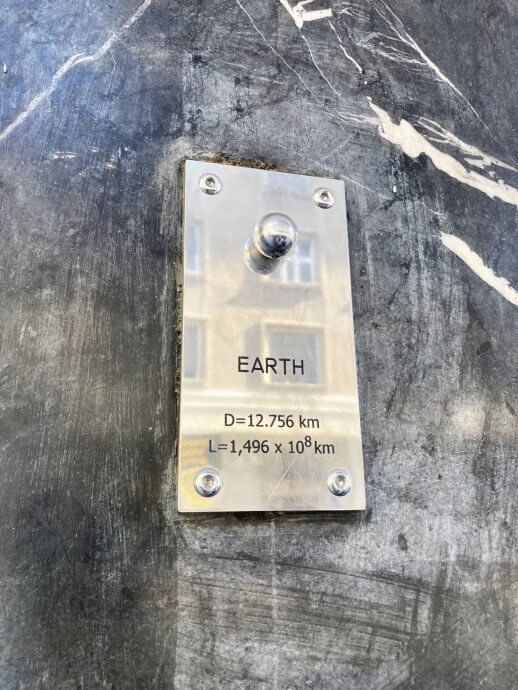 EARTH
D=12.756 km
L=1,496 x 10⁸ km